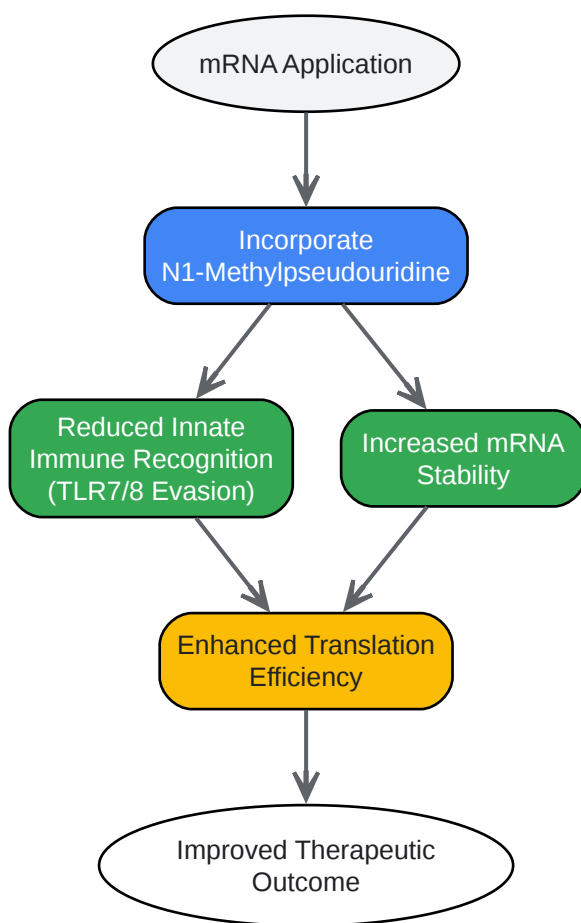 mRNA Application
Incorporate
N1-Methylpseudouridine
Reduced Innate
Immune Recognition
(TLR7/8 Evasion)
Increased mRNA
Stability
Enhanced Translation
Efficiency
Improved Therapeutic
Outcome